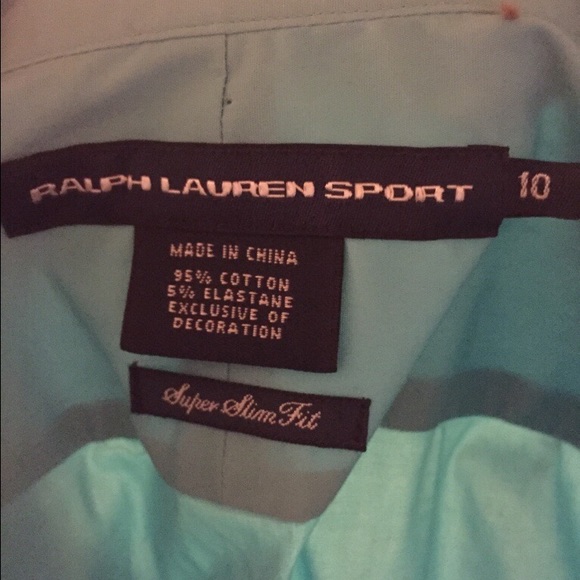 RALPH LAUREN SPORT 10
MADE IN CHINA
95% COTTON
5% ELASTANE
EXCLUSIVE OF
DECORATION
Super Slim Fit